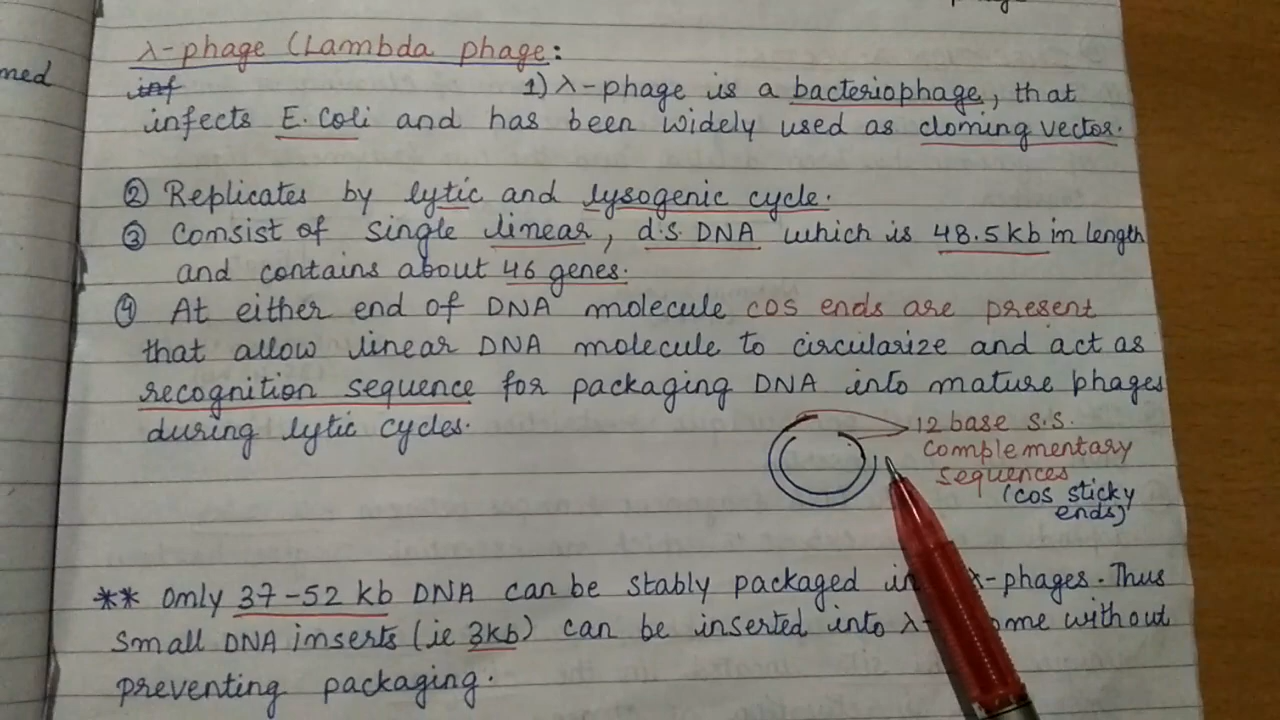 med
λ-phage (Lambda phage:
1) λ-phage is a bacteriophage, that
infects E. Coli and has been widely used as cloming vector.
② Replicates by lytic and lysogenic cycle.
③ Consist of single linear, d.s. DNA which is 48.5 kb in length
and contains about 46 genes.
④ At either end of DNA molecule cos ends are present
that allow linear DNA molecule to circularize and act as
recognition sequence for packaging DNA into mature phages
during lytic cycles.
12 base s.s.
Complementary
sequences
(cos sticky
ends)
** Only 37-52 kb DNA can be stably packaged in λ-phages. Thus
small DNA inserts (ie 3kb) can be inserted into λ- ome without
preventing packaging.